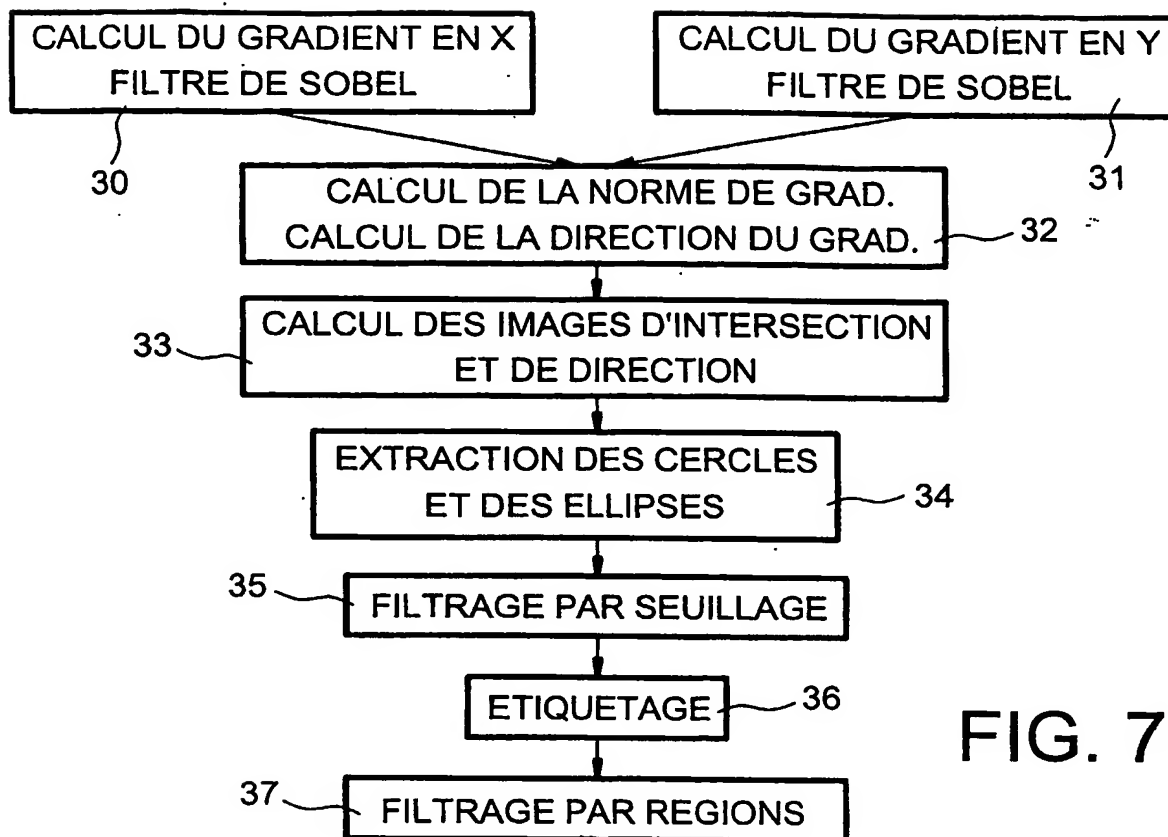 CALCUL DU GRADIENT EN X
FILTRE DE SOBEL
CALCUL DU GRADIENT EN Y
FILTRE DE SOBEL
30
31
CALCUL DE LA NORME DE GRAD.
CALCUL DE LA DIRECTION DU GRAD.
32
CALCUL DES IMAGES D'INTERSECTION
ET DE DIRECTION
33
EXTRACTION DES CERCLES
ET DES ELLIPSES
34
35
FILTRAGE PAR SEUILLAGE
ETIQUETAGE
36
FIG. 7
37
FILTRAGE PAR REGIONS